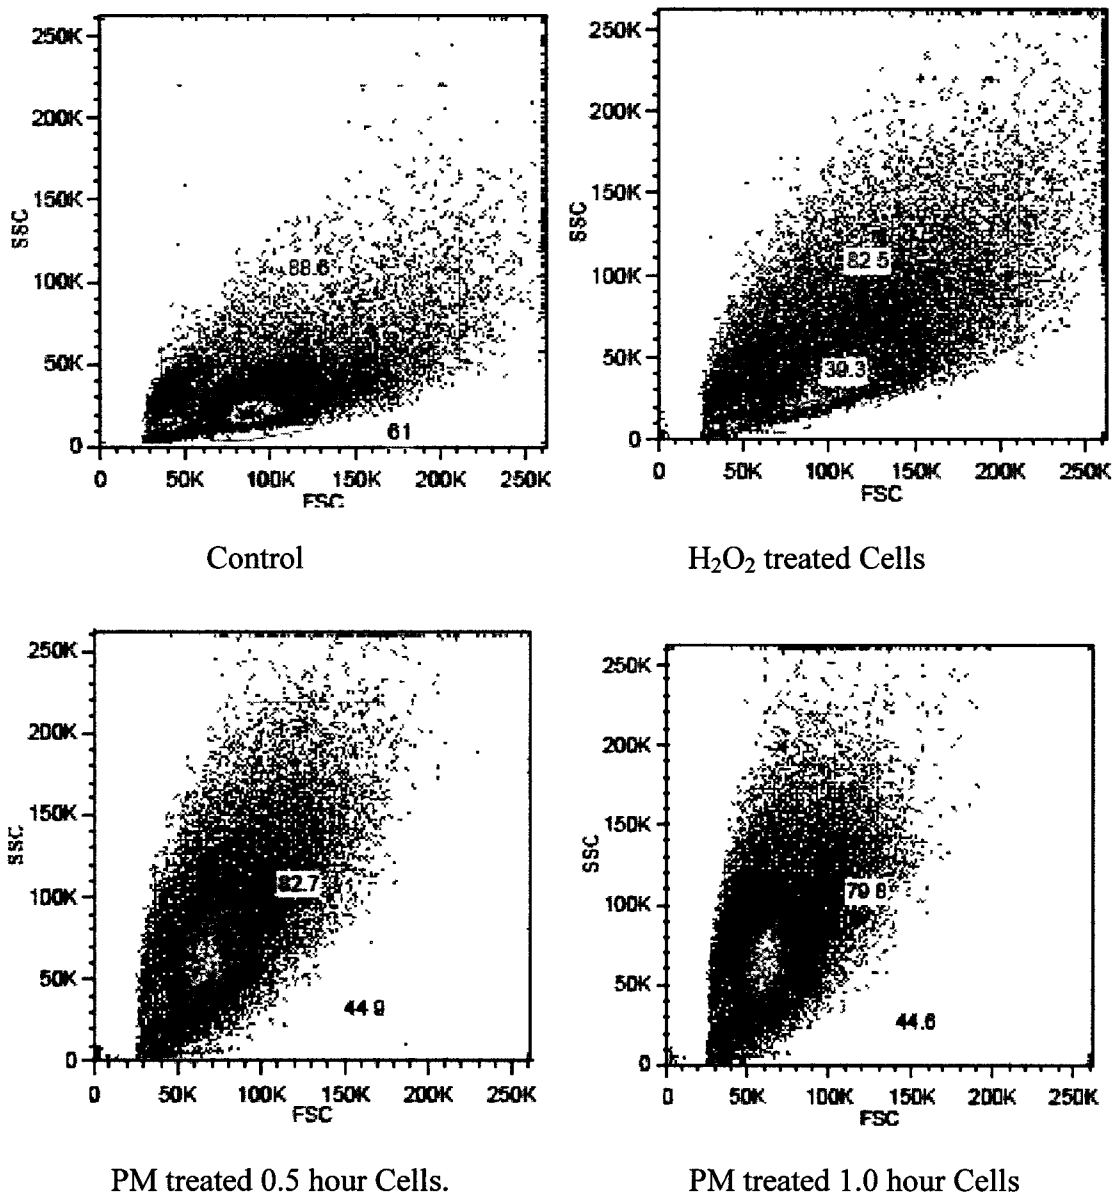 250K
200K
150K
100K
50K
0
SSC
88.6
61
0 50K 100K 150K 200K 250K
FSC
Control
250K
200K
150K
100K
50K
0
SSC
82.5
39.3
0 50K 100K 150K 200K 250K
FSC
H₂O₂ treated Cells
250K
200K
150K
100K
50K
0
SSC
82.7
44.9
0 50K 100K 150K 200K 250K
FSC
PM treated 0.5 hour Cells.
250K
200K
150K
100K
50K
0
SSC
79.8
44.6
0 50K 100K 150K 200K 250K
FSC
PM treated 1.0 hour Cells